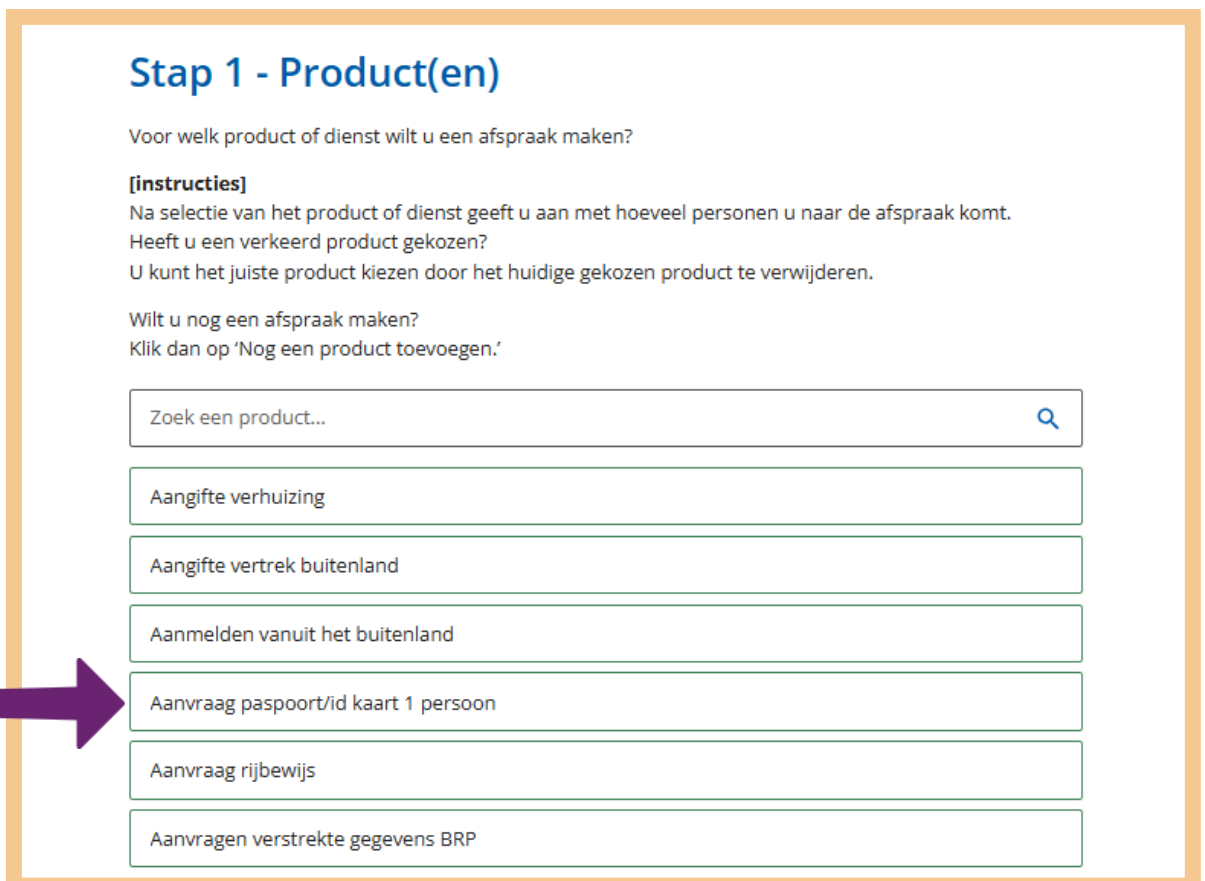 Stap 1 - Product(en)
Voor welk product of dienst wilt u een afspraak maken?
[instructies]
Na selectie van het product of dienst geeft u aan met hoeveel personen u naar de afspraak komt.
Heeft u een verkeerd product gekozen?
U kunt het juiste product kiezen door het huidige gekozen product te verwijderen.
Wilt u nog een afspraak maken?
Klik dan op ‘Nog een product toevoegen.’
Zoek een product...
Aangifte verhuizing
Aangifte vertrek buitenland
Aanmelden vanuit het buitenland
Aanvraag paspoort/id kaart 1 persoon
Aanvraag rijbewijs
Aanvragen verstrekte gegevens BRP